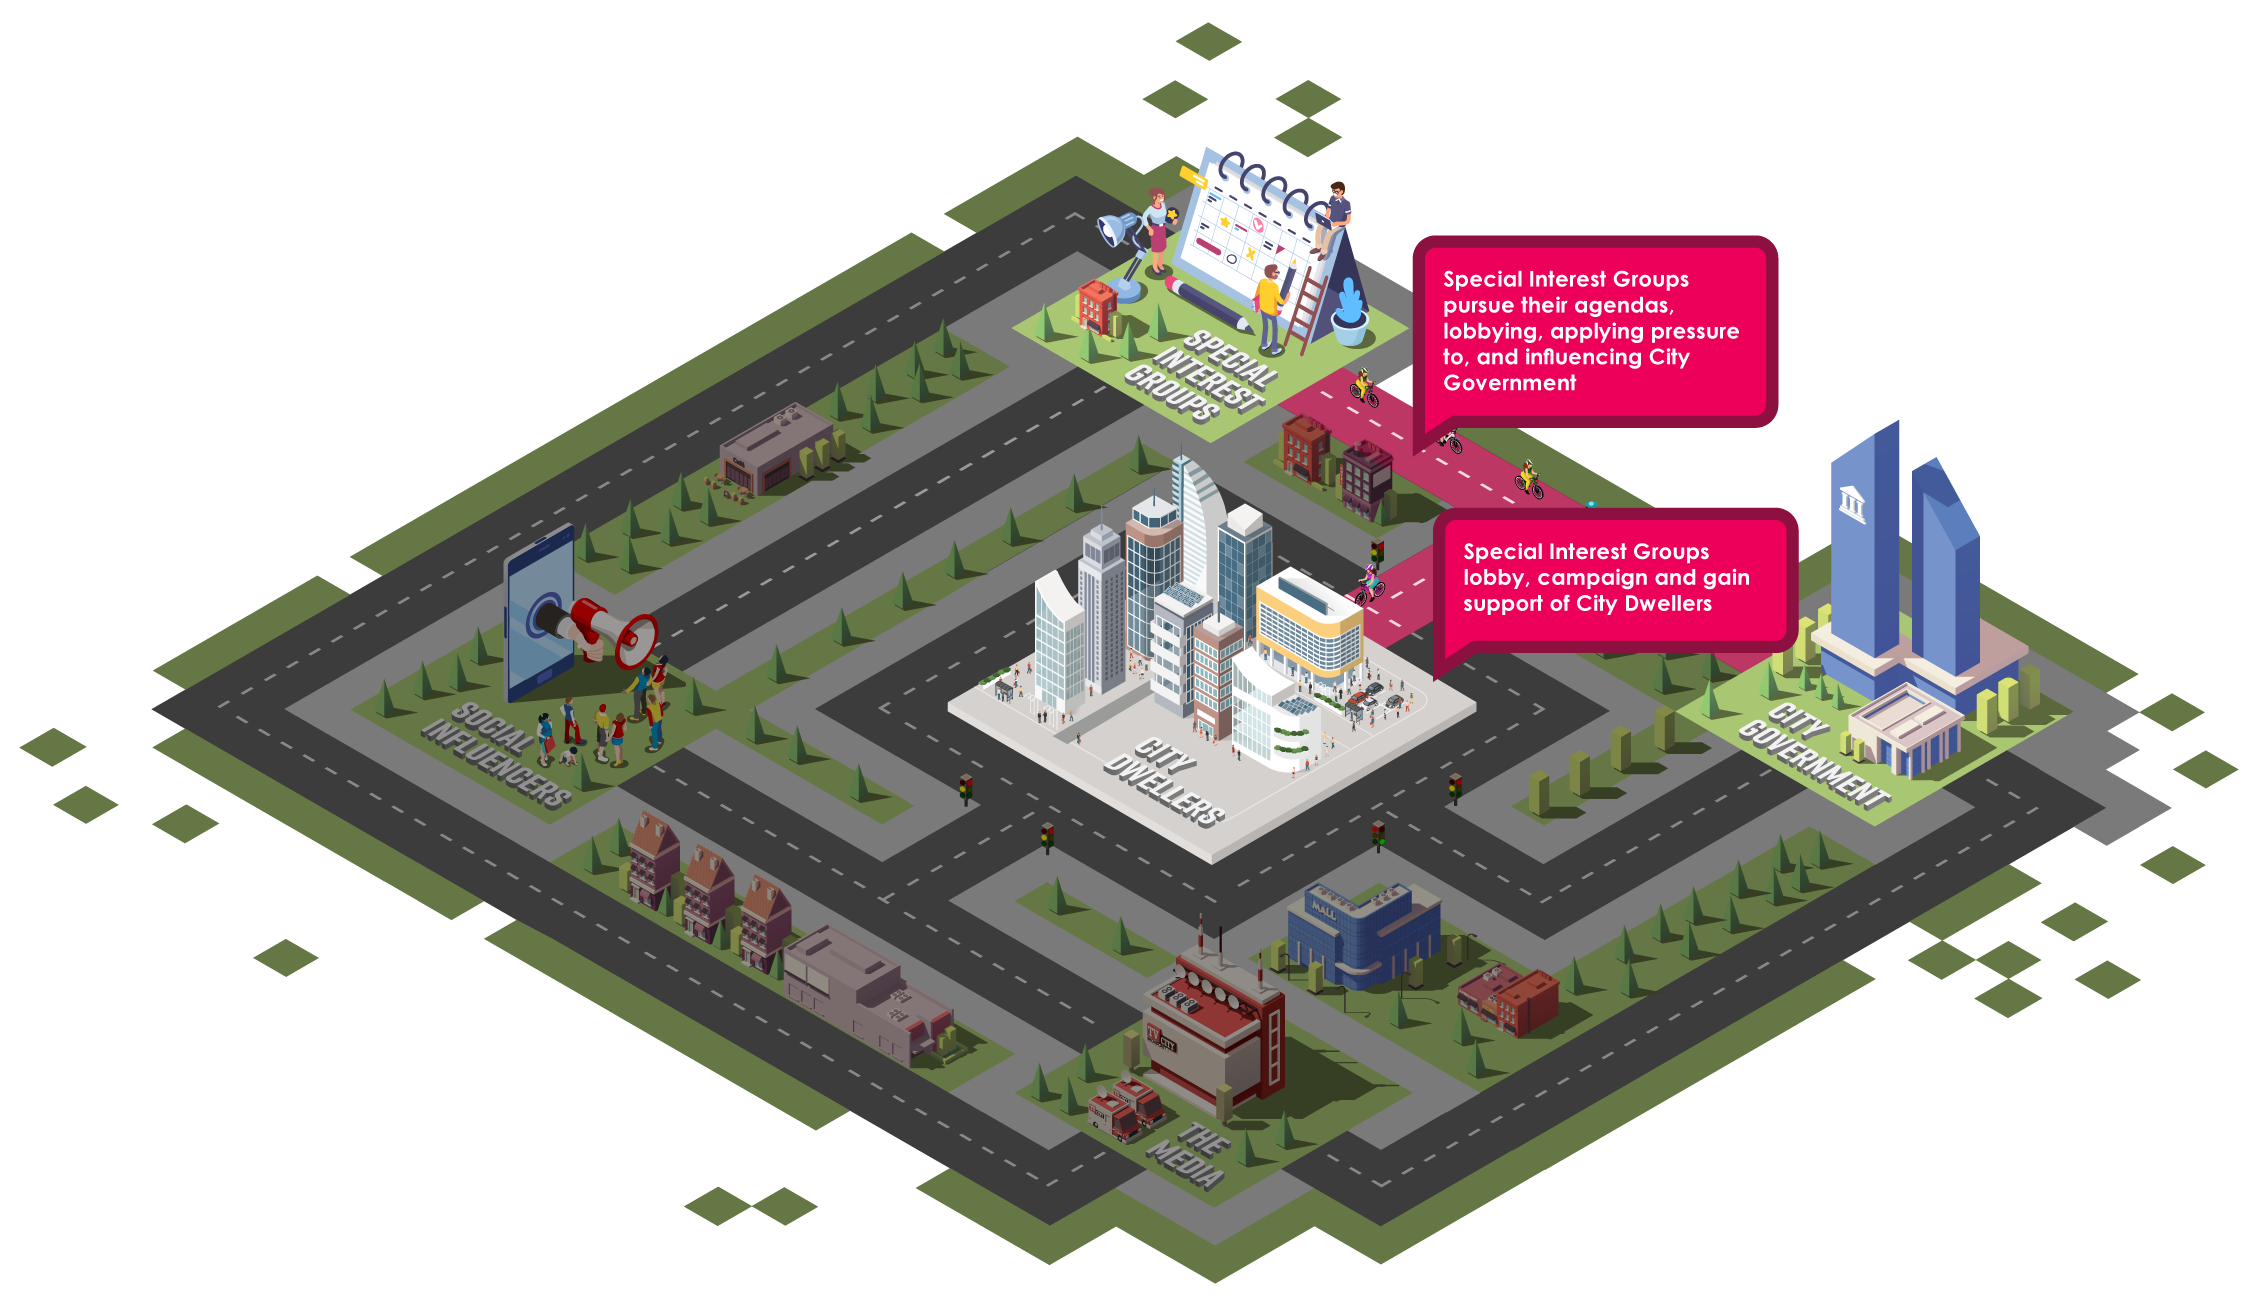 Special Interest Groups
pursue their agendas,
lobbying, applying pressure
to, and influencing City
Government
SPECIAL
INTEREST
GROUPS
Special Interest Groups
lobby, campaign and gain
support of City Dwellers
SOCIAL
INFLUENCERS
CITY
DWELLERS
CITY
GOVERNMENT
MALL
TV CITY
THE
MEDIA